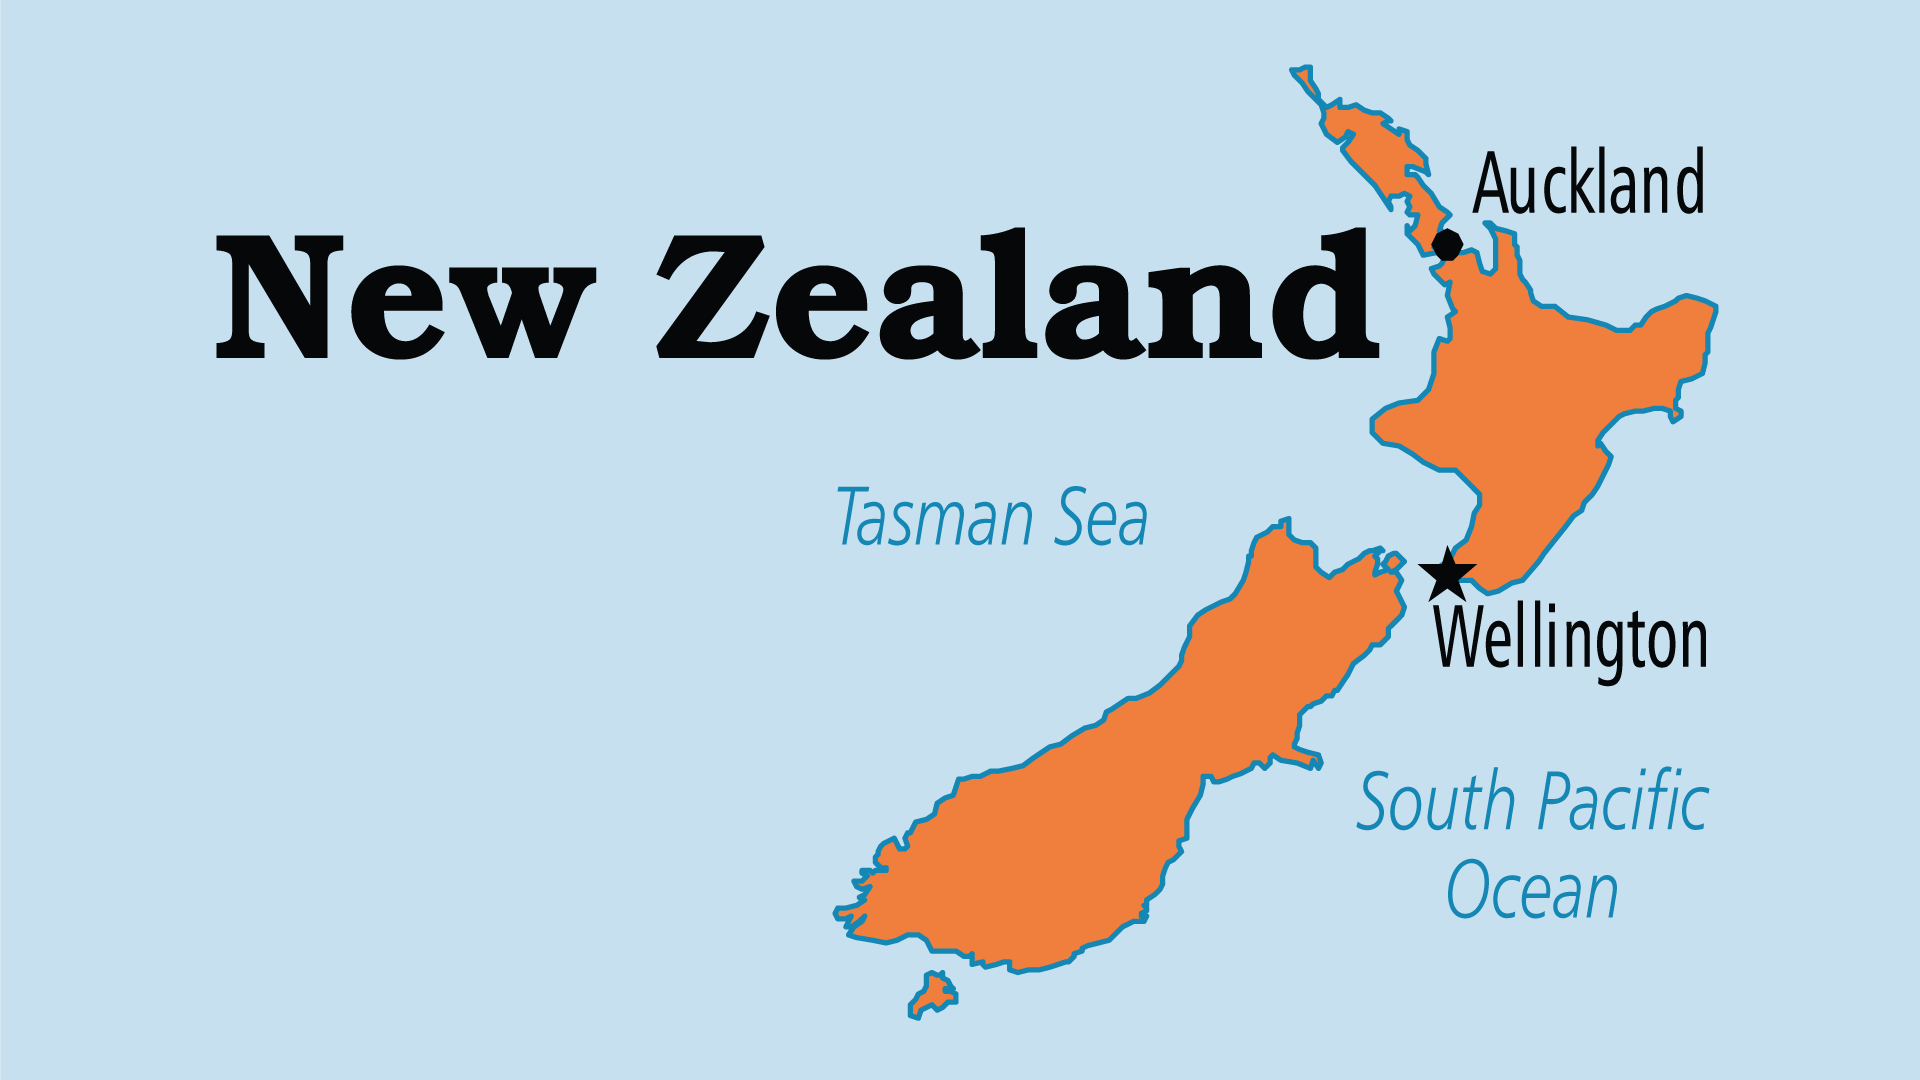 Auckland
New Zealand
Tasman Sea
Wellington
South Pacific
Ocean